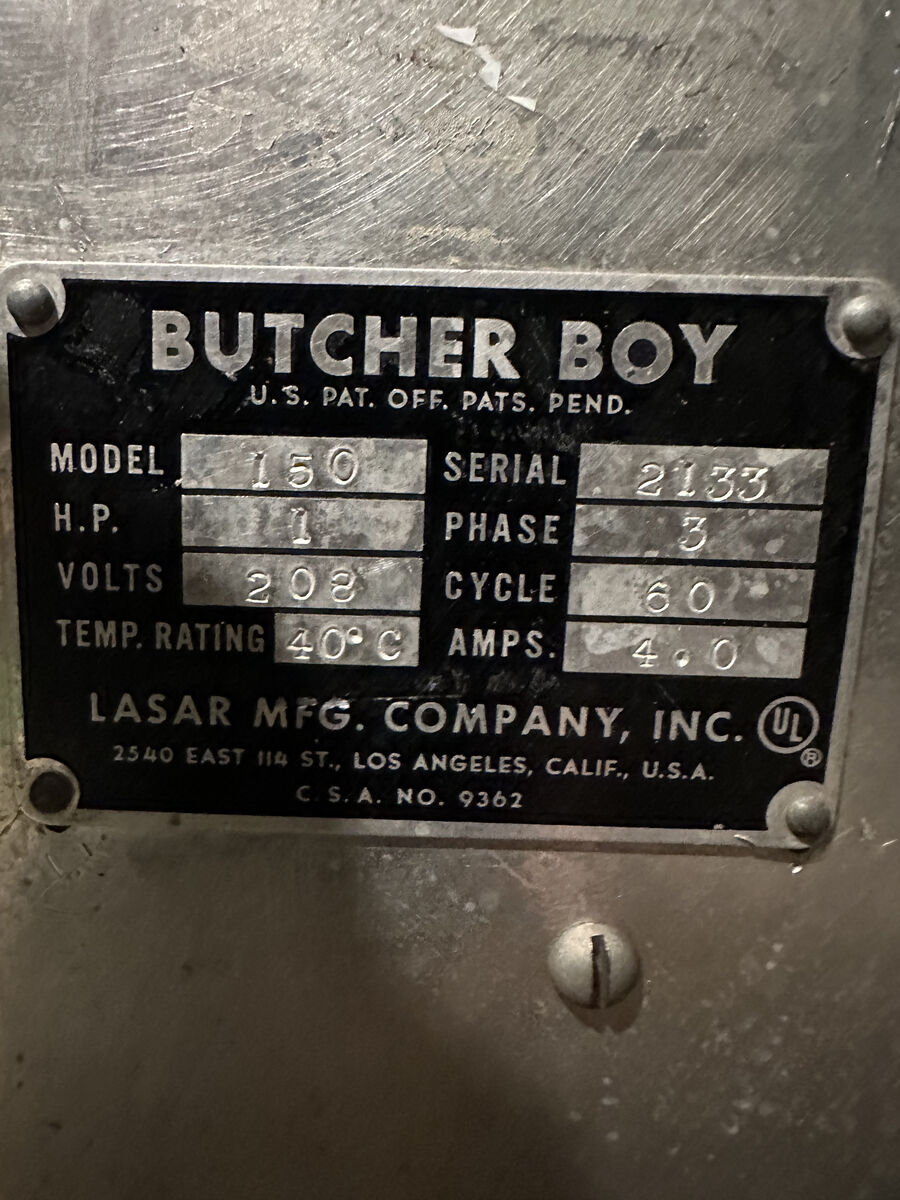 BUTCHER BOY
U.S. PAT. OFF. PATS. PEND.
MODEL 150 SERIAL 2133
H.P. 1 PHASE 3
VOLTS 208 CYCLE 60
TEMP. RATING 40°C AMPS. 4.0
LASAR MFG. COMPANY, INC. UL ®
2540 EAST 114 ST., LOS ANGELES, CALIF., U.S.A.
C.S.A. NO. 9362